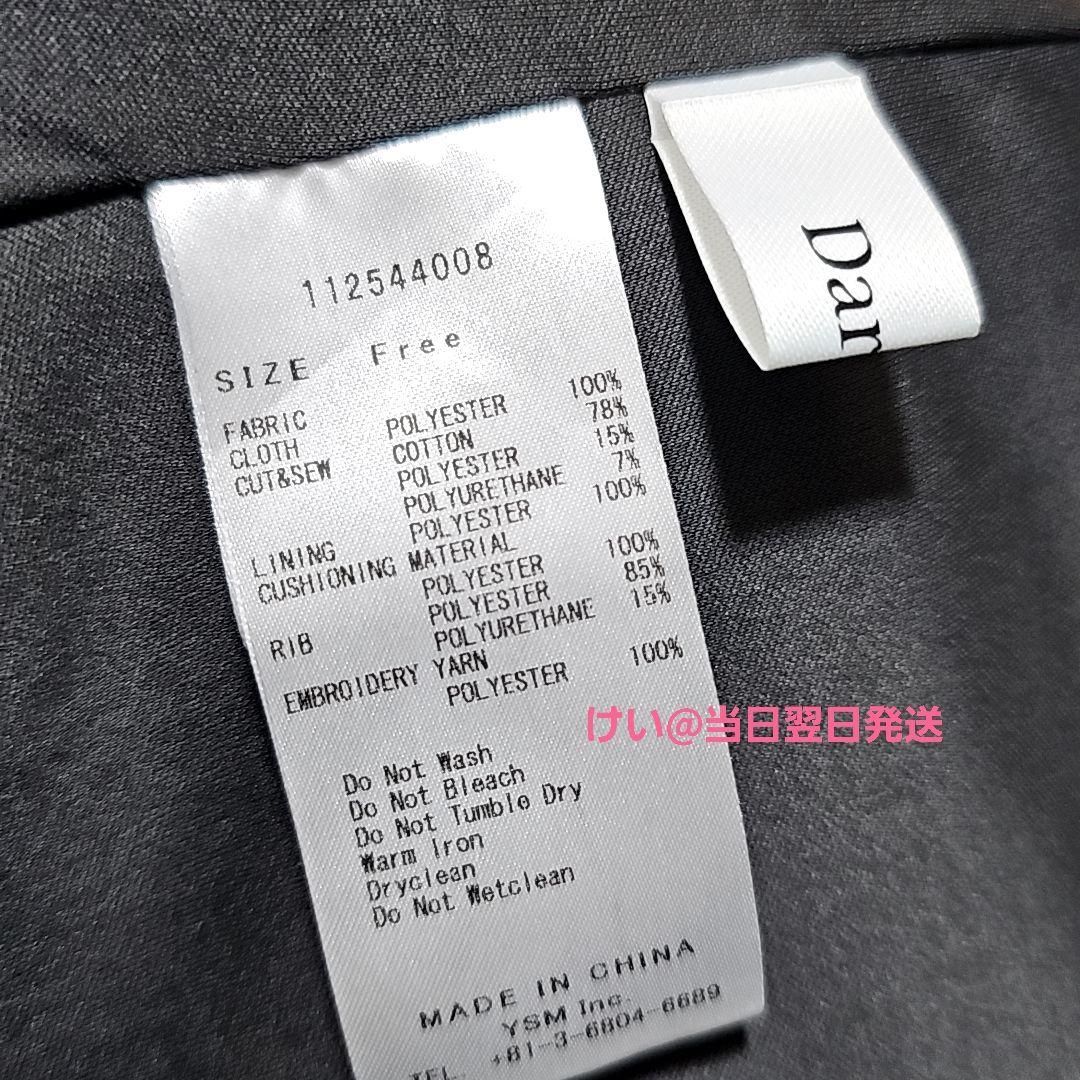 112544008
SIZE Free
FABRIC
CLOTH POLYESTER 100%
CUT&SEW COTTON 78%
POLYESTER 15%
POLYURETHANE 7%
LINING POLYESTER 100%
CUSHIONING MATERIAL
POLYESTER 100%
RIB POLYESTER 85%
POLYURETHANE 15%
EMBROIDERY YARN
POLYESTER 100%
Do Not Wash
Do Not Bleach
Do Not Tumble Dry
Warm Iron
Dryclean
Do Not Wetclean
MADE IN CHINA
YSM Inc.
TEL. +81-3-6804-6689
Dar
けい@当日翌日発送